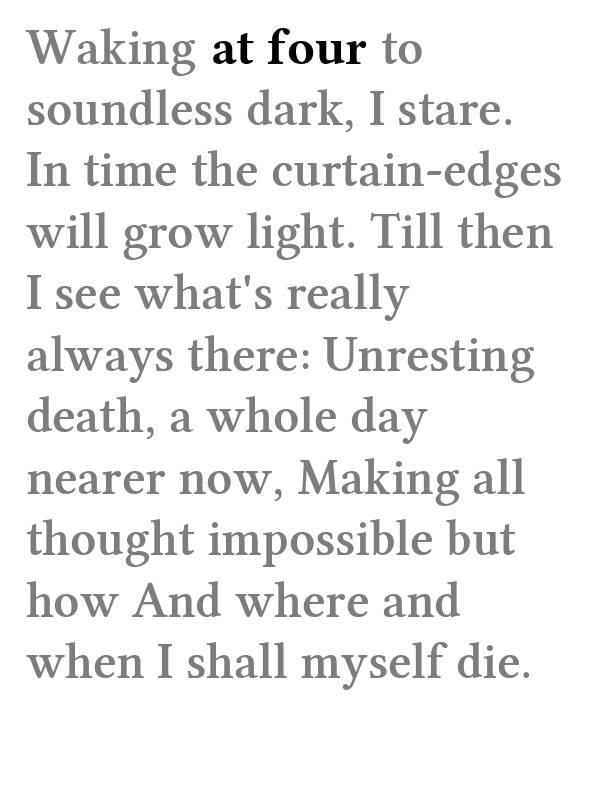 Waking at four to
soundless dark, I stare.
In time the curtain-edges
will grow light. Till then
I see what's really
always there: Unresting
death, a whole day
nearer now, Making all
thought impossible but
how And where and
when I shall myself die.